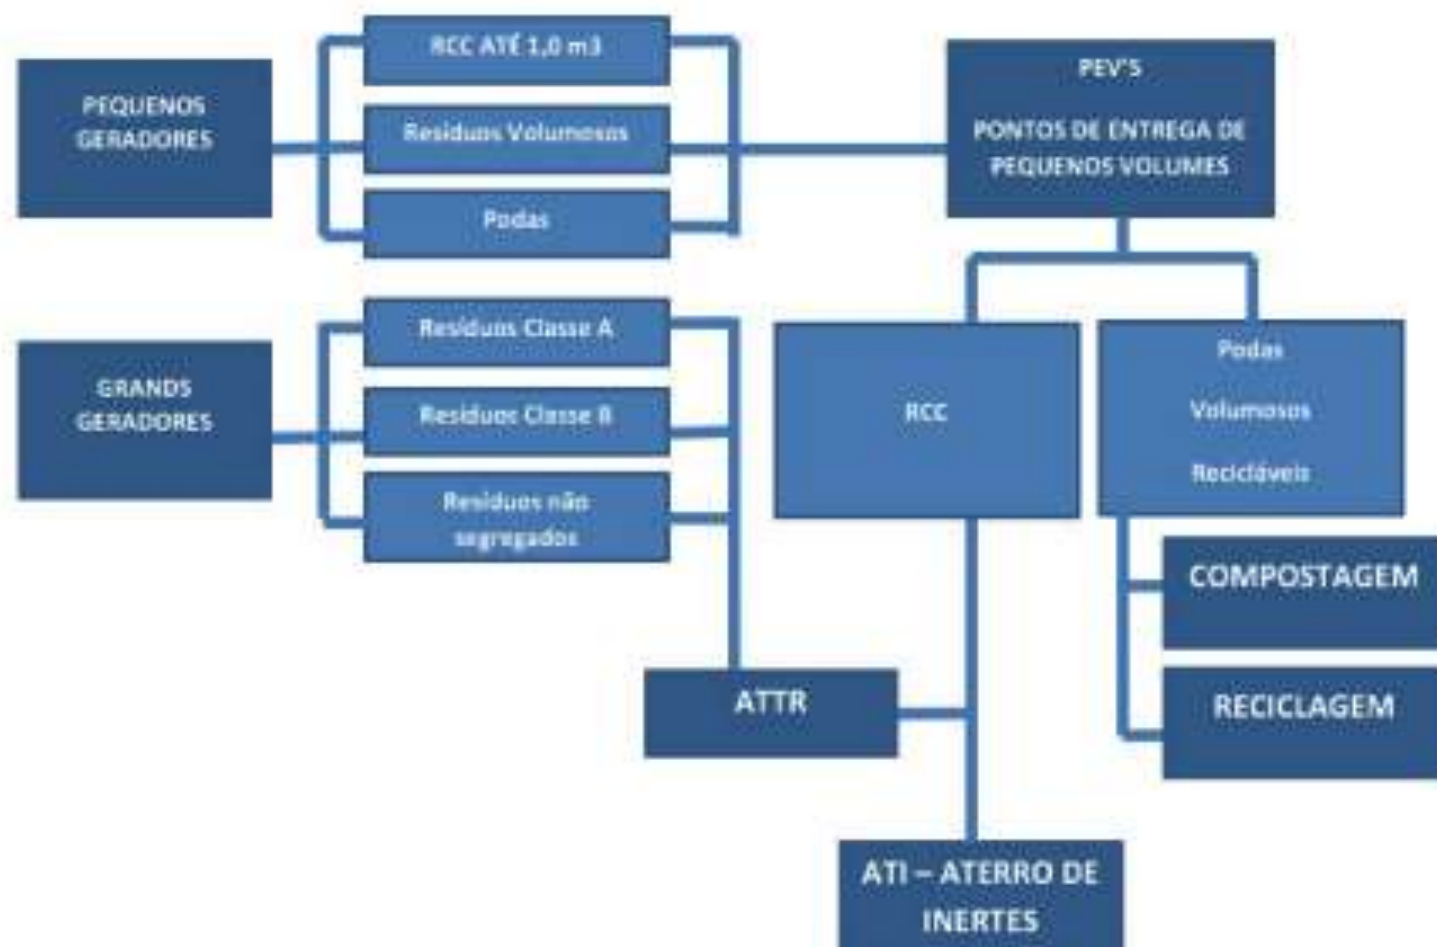 PEQUENOS
GERADORES
RCC ATÉ 1,0 m3
Resíduos Volumosos
Podas
PEV'S
PONTOS DE ENTREGA DE
PEQUENOS VOLUMES
GRANDS
GERADORES
Resíduos Classe A
Resíduos Classe B
Resíduos não
segregados
RCC
Podas
Volumosos
Recicláveis
COMPOSTAGEM
RECICLAGEM
ATTR
ATI – ATERRO DE
INERTES